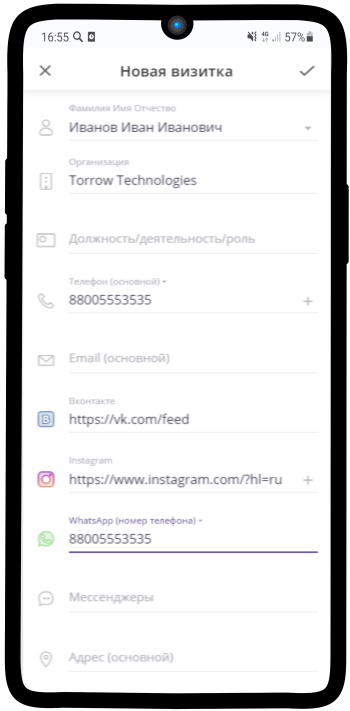 16:55 57%
Новая визитка
Фамилия Имя Отчество
Иванов Иван Иванович
Организация
Torrow Technologies
Должность/деятельность/роль
Телефон (основной)
88005553535
Email (основной)
Вконтакте
https://vk.com/feed
Instagram
https://www.instagram.com/?hl=ru
WhatsApp (номер телефона)
88005553535
Мессенджеры
Адрес (основной)